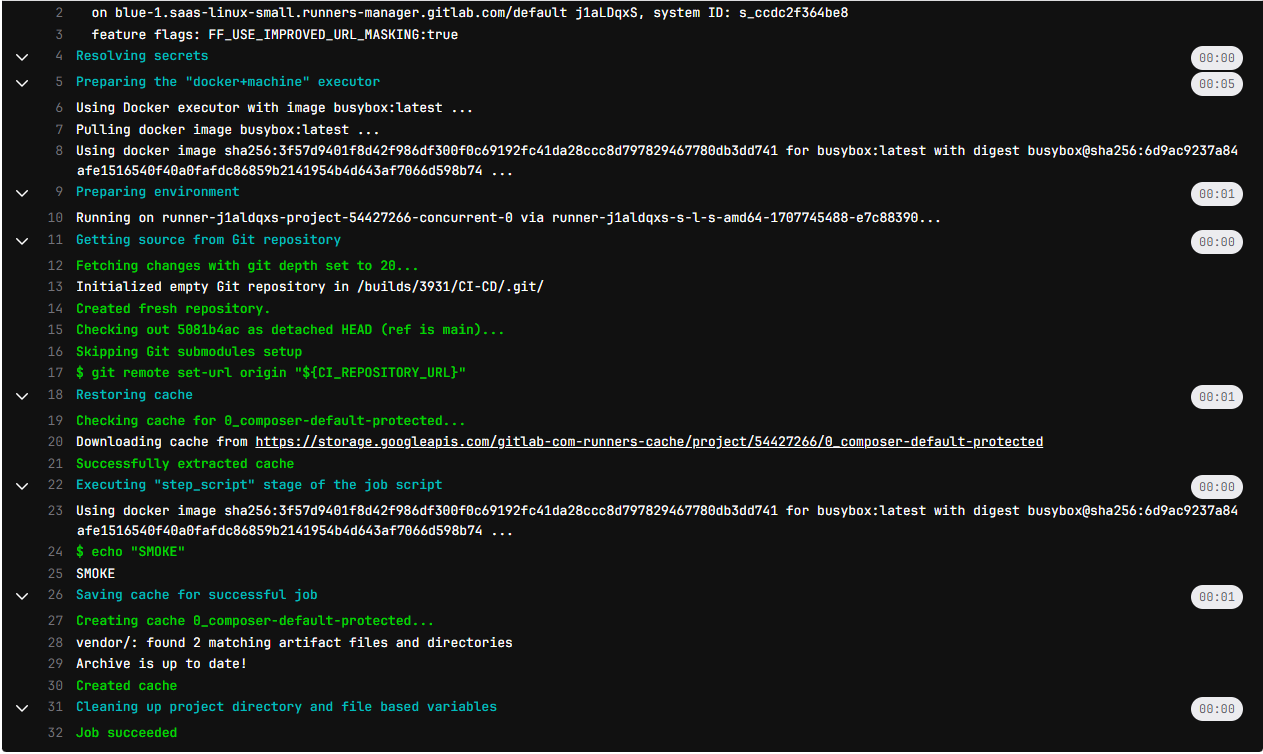 2 on blue-1.saas-linux-small.runners-manager.gitlab.com/default j1aLDqxS, system ID: s_ccdc2f364be8
3 feature flags: FF_USE_IMPROVED_URL_MASKING:true
4 Resolving secrets 00:00
5 Preparing the "docker+machine" executor 00:05
6 Using Docker executor with image busybox:latest ...
7 Pulling docker image busybox:latest ...
8 Using docker image sha256:3f57d9401f8d42f986df300f0c69192fc41da28ccc8d797829467780db3dd741 for busybox:latest with digest busybox@sha256:6d9ac9237a84
afe1516540f40a0fafdc86859b2141954b4d643af7066d598b74 ...
9 Preparing environment 00:01
10 Running on runner-j1aldqxs-project-54427266-concurrent-0 via runner-j1aldqxs-s-l-s-amd64-1707745488-e7c88390...
11 Getting source from Git repository 00:00
12 Fetching changes with git depth set to 20...
13 Initialized empty Git repository in /builds/3931/CI-CD/.git/
14 Created fresh repository.
15 Checking out 5081b4ac as detached HEAD (ref is main)...
16 Skipping Git submodules setup
17 $ git remote set-url origin "${CI_REPOSITORY_URL}"
18 Restoring cache 00:01
19 Checking cache for 0_composer-default-protected...
20 Downloading cache from https://storage.googleapis.com/gitlab-com-runners-cache/project/54427266/0_composer-default-protected
21 Successfully extracted cache
22 Executing "step_script" stage of the job script 00:00
23 Using docker image sha256:3f57d9401f8d42f986df300f0c69192fc41da28ccc8d797829467780db3dd741 for busybox:latest with digest busybox@sha256:6d9ac9237a84
afe1516540f40a0fafdc86859b2141954b4d643af7066d598b74 ...
24 $ echo "SMOKE"
25 SMOKE
26 Saving cache for successful job 00:01
27 Creating cache 0_composer-default-protected...
28 vendor/: found 2 matching artifact files and directories
29 Archive is up to date!
30 Created cache
31 Cleaning up project directory and file based variables 00:00
32 Job succeeded